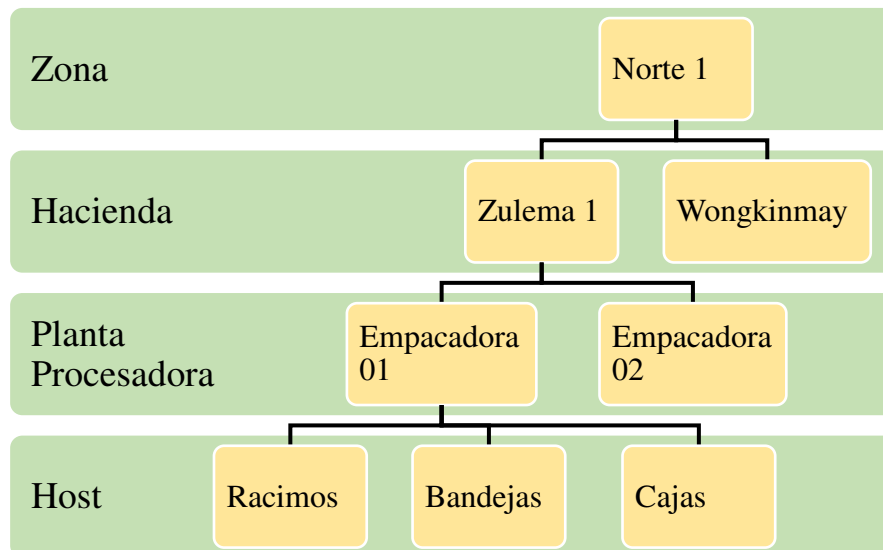 Zona
Norte 1
Hacienda
Zulema 1
Wongkinmay
Planta
Procesadora
Empacadora
01
Empacadora
02
Host
Racimos
Bandejas
Cajas